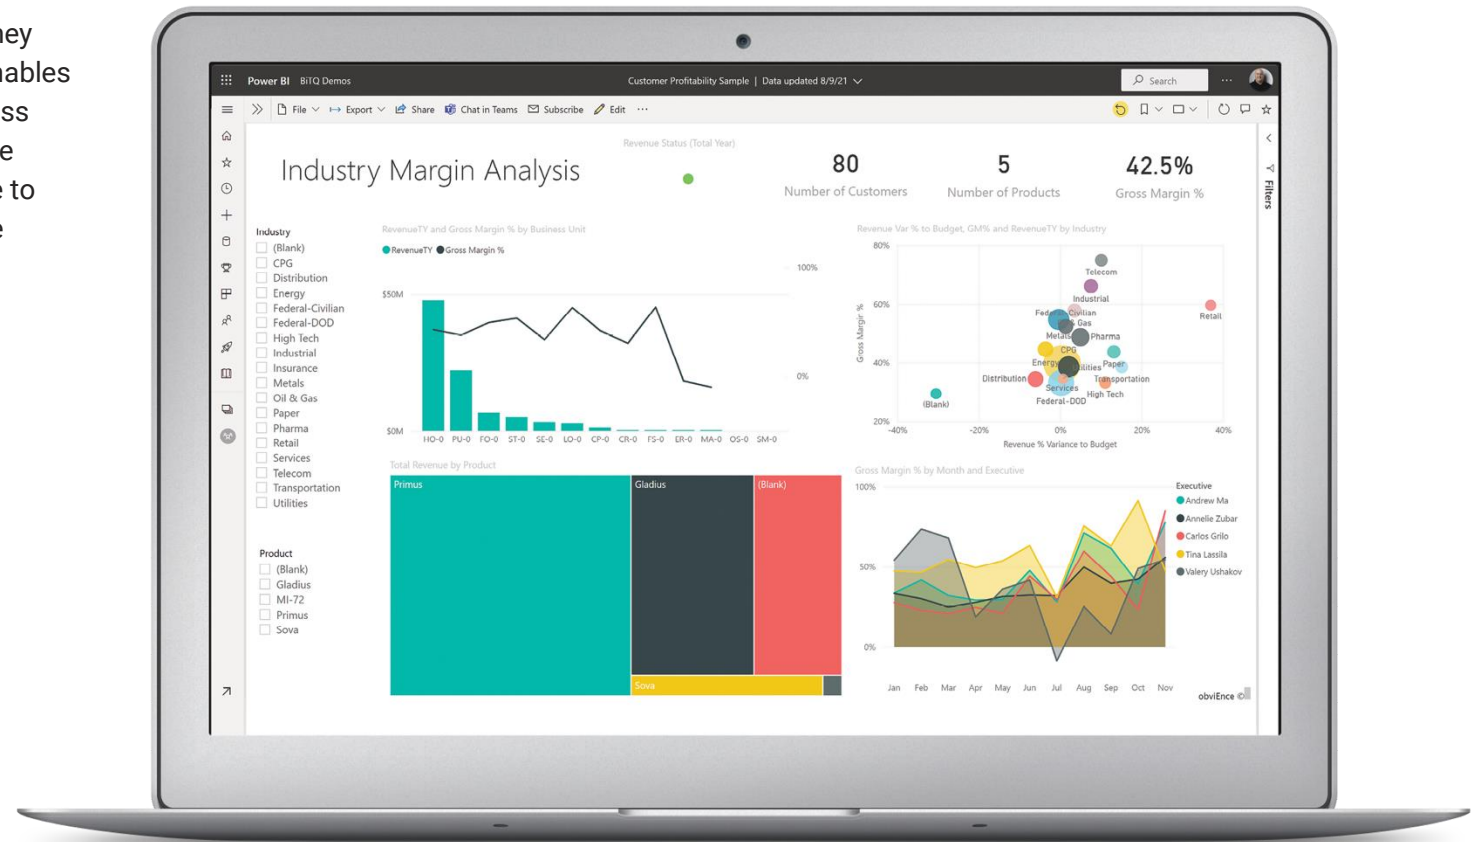 ney
nables
ss
e
e to
e
Power BI BiTQ Demos
Customer Profitability Sample | Data updated 8/9/21
Search
File Export Share Chat in Teams Subscribe Edit
Industry Margin Analysis
Revenue Status (Total Year)
80
Number of Customers
5
Number of Products
42.5%
Gross Margin %
Filters
Industry
(Blank)
CPG
Distribution
Energy
Federal-Civilian
Federal-DOD
High Tech
Industrial
Insurance
Metals
Oil & Gas
Paper
Pharma
Retail
Services
Telecom
Transportation
Utilities
Product
(Blank)
Gladius
MI-72
Primus
Sova
RevenueTY and Gross Margin % by Business Unit
RevenueTY Gross Margin %
100%
$50M
0%
$0M
HO-0 PU-0 FO-0 ST-0 SE-0 LO-0 CP-0 CR-0 FS-0 ER-0 MA-0 OS-0 SM-0
Revenue Var % to Budget, GM% and RevenueTY by Industry
80%
Telecom
Industrial
60%
Retail
Gas
Metals
Pharma
CPG
Gross Margin %
40%
Energy
Paper
Distribution
Transportation
Services
High Tech
Federal-DOD
(Blank)
20%
-40% -20% 0% 20% 40%
Revenue % Variance to Budget
Total Revenue by Product
Primus
Gladius
(Blank)
Sova
Gross Margin % by Month and Executive
100%
50%
0%
Jan Feb Mar Apr May Jun Jul Aug Sep Oct Nov
Executive
Andrew Ma
Annelie Zubar
Carlos Grilo
Tina Lassila
Valery Ushakov
obviEnce ©